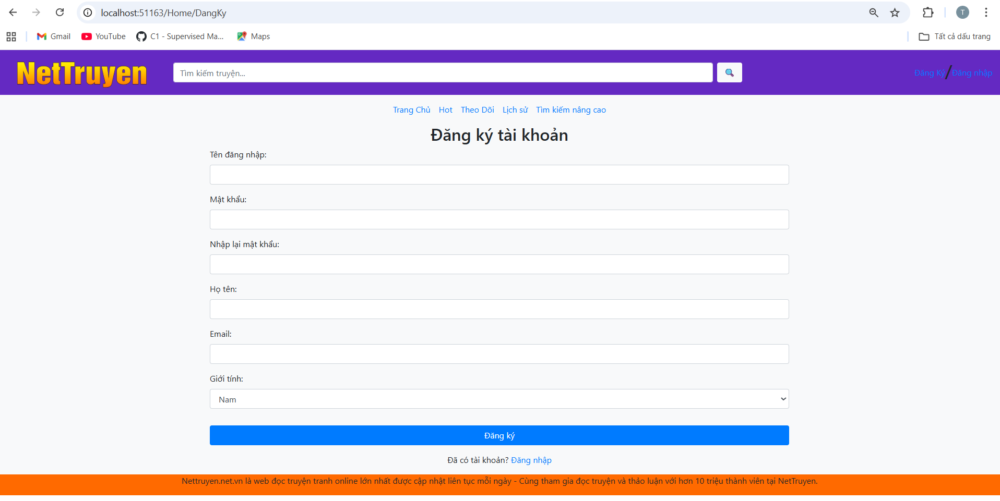 localhost:51163/Home/DangKy
T
Gmail YouTube C1 - Supervised Ma... Maps Tất cả dấu trang
NetTruyen Tìm kiếm truyện... Đăng Ký/Đăng nhập
Trang Chủ Hot Theo Dõi Lịch sử Tìm kiếm nâng cao
Đăng ký tài khoản
Tên đăng nhập:
Mật khẩu:
Nhập lại mật khẩu:
Họ tên:
Email:
Giới tính:
Nam
Đăng ký
Đã có tài khoản? Đăng nhập
Nettruyen.net.vn là web đọc truyện tranh online lớn nhất được cập nhật liên tục mỗi ngày - Cùng tham gia đọc truyện và thảo luận với hơn 10 triệu thành viên tại NetTruyen.